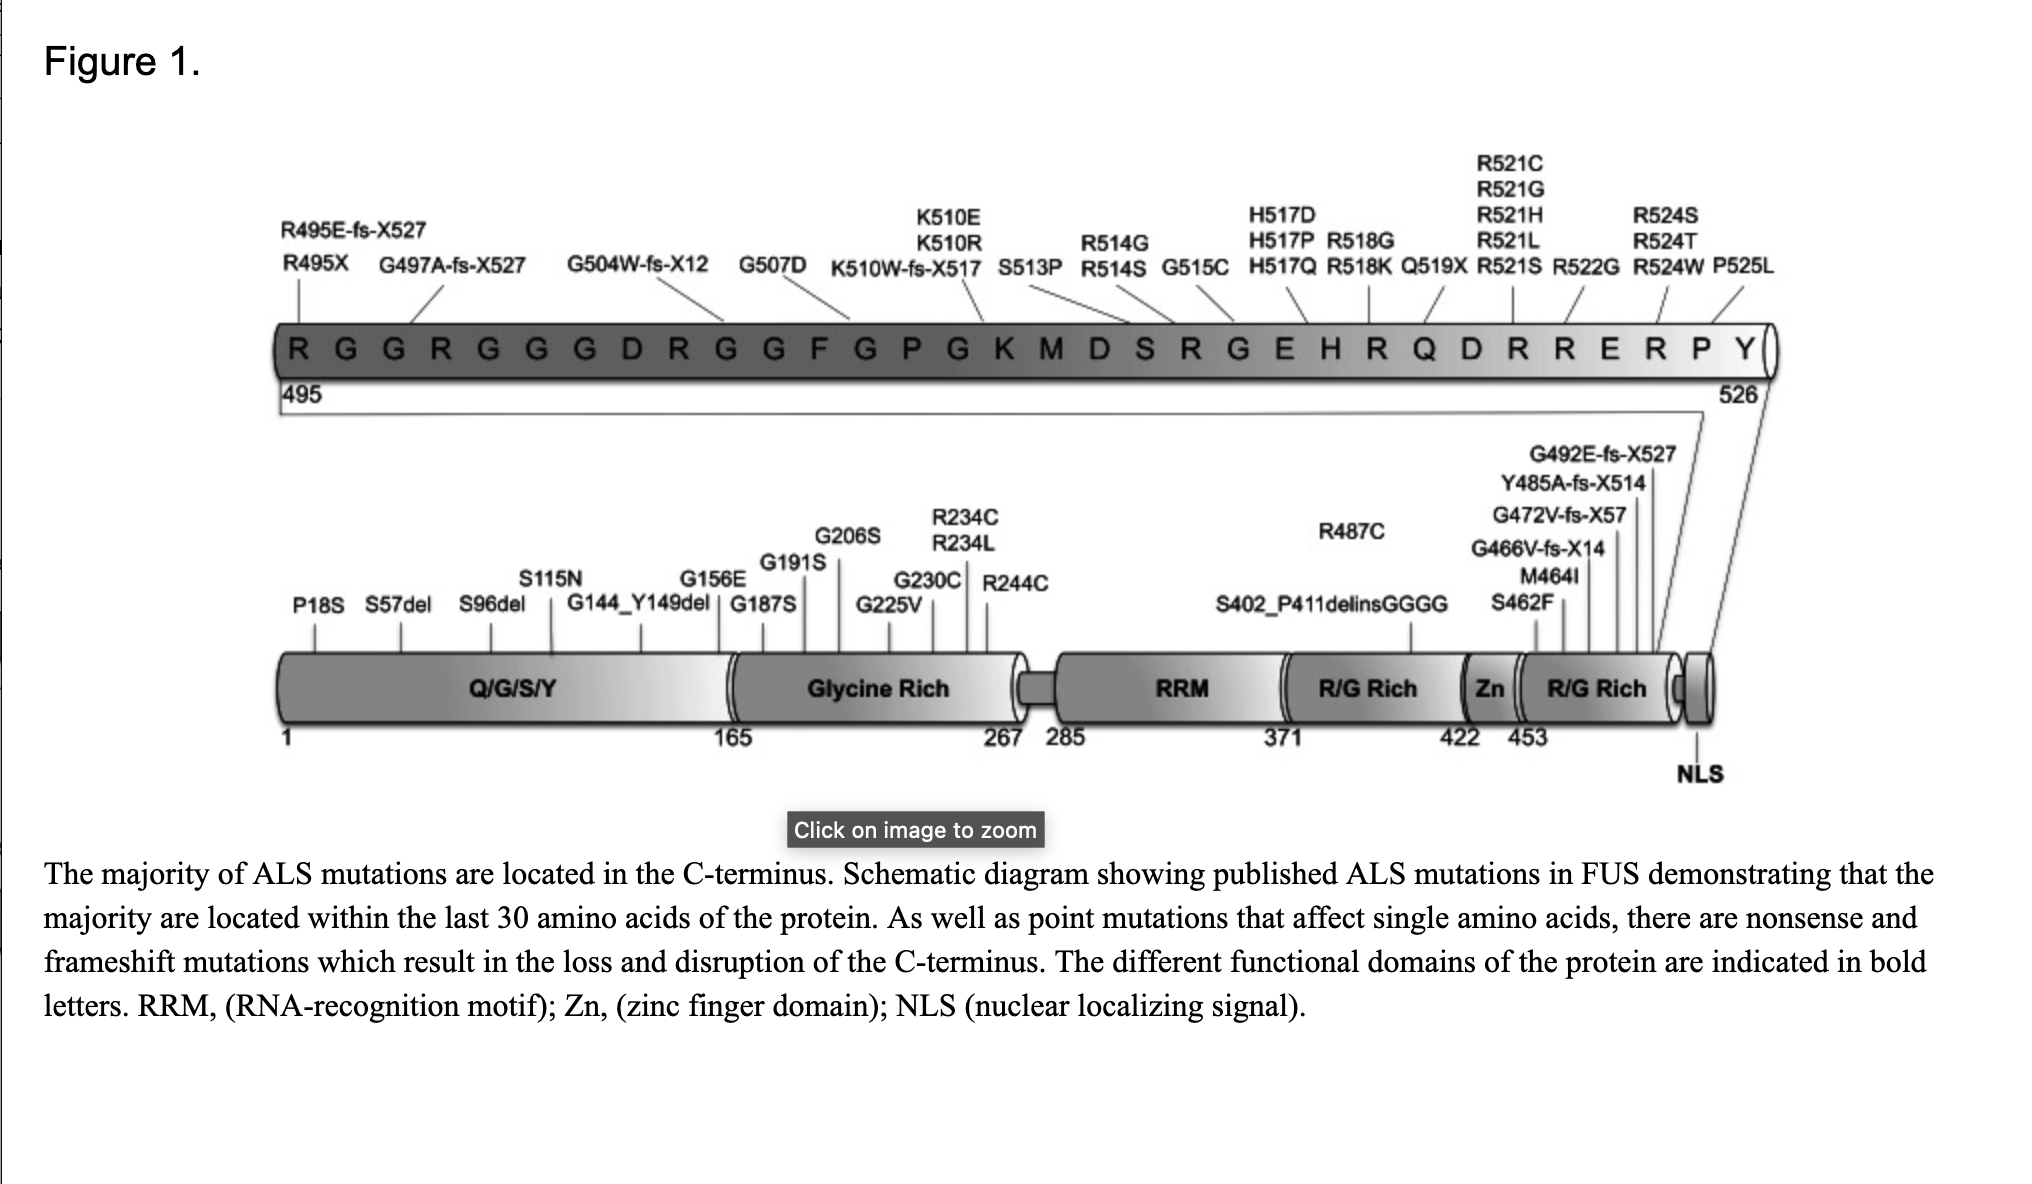 Figure 1.
R521C
R521G
K510E H517D R521H R524S
R495E-fs-X527 K510R R514G H517P R518G R521L R524T
R495X G497A-fs-X527 G504W-fs-X12 G507D K510W-fs-X517 S513P R514S G515C H517Q R518K Q519X R521S R522G R524W P525L
R G G R G G G D R G G F G P G K M D S R G E H R Q D R R E R P Y
495 526
G492E-fs-X527
Y485A-fs-X514
R234C G472V-fs-X57
G206S R234L R487C G466V-fs-X14
S115N G156E G191S G230C R244C M464I
P18S S57del S96del G144_Y149del G187S G225V S402_P411delinsGGGG S462F
Q/G/S/Y Glycine Rich RRM R/G Rich Zn R/G Rich
1 165 267 285 371 422 453
NLS
Click on image to zoom
The majority of ALS mutations are located in the C-terminus. Schematic diagram showing published ALS mutations in FUS demonstrating that the
majority are located within the last 30 amino acids of the protein. As well as point mutations that affect single amino acids, there are nonsense and
frameshift mutations which result in the loss and disruption of the C-terminus. The different functional domains of the protein are indicated in bold
letters. RRM, (RNA-recognition motif); Zn, (zinc finger domain); NLS (nuclear localizing signal).